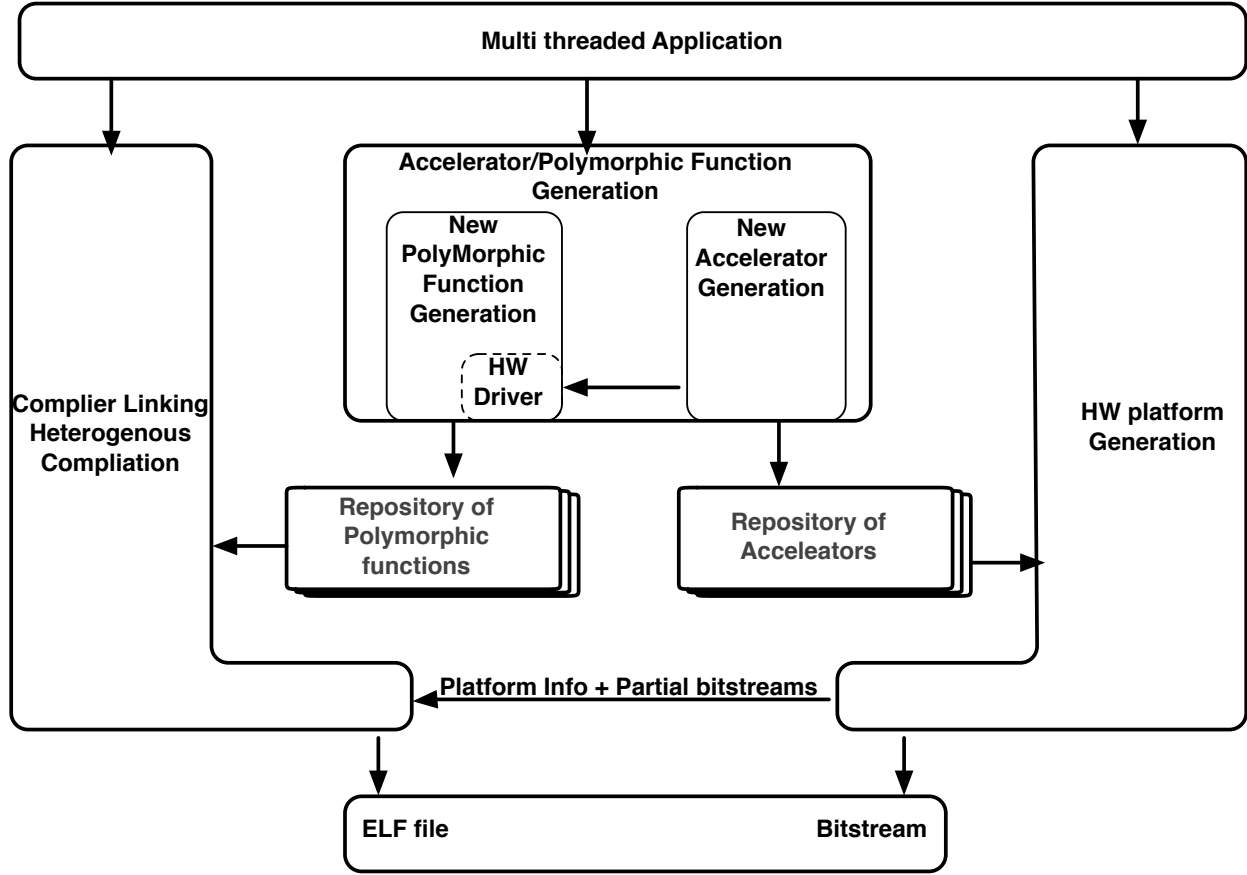 Multi threaded Application
Accelerator/Polymorphic Function
Generation
New
PolyMorphic
Function
Generation
New
Accelerator
Generation
HW
Driver
Complier Linking
Heterogenous
Compliation
HW platform
Generation
Repository of
Polymorphic
functions
Repository of
Acceleators
Platform Info + Partial bitstreams
ELF file
Bitstream